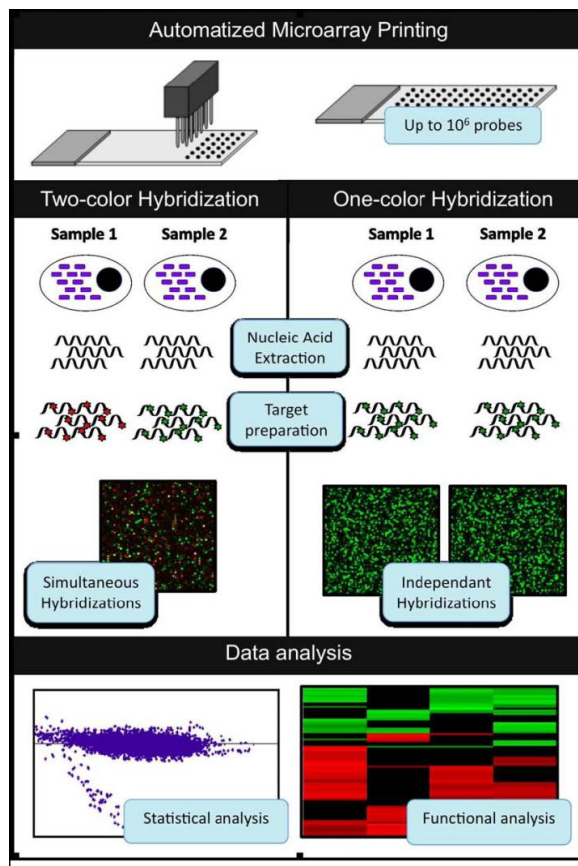 Automatized Microarray Printing
Up to 10⁶ probes
Two-color Hybridization
One-color Hybridization
Sample 1
Sample 2
Sample 1
Sample 2
Nucleic Acid
Extraction
Target
preparation
Simultaneous
Hybridizations
Independant
Hybridizations
Data analysis
Statistical analysis
Functional analysis